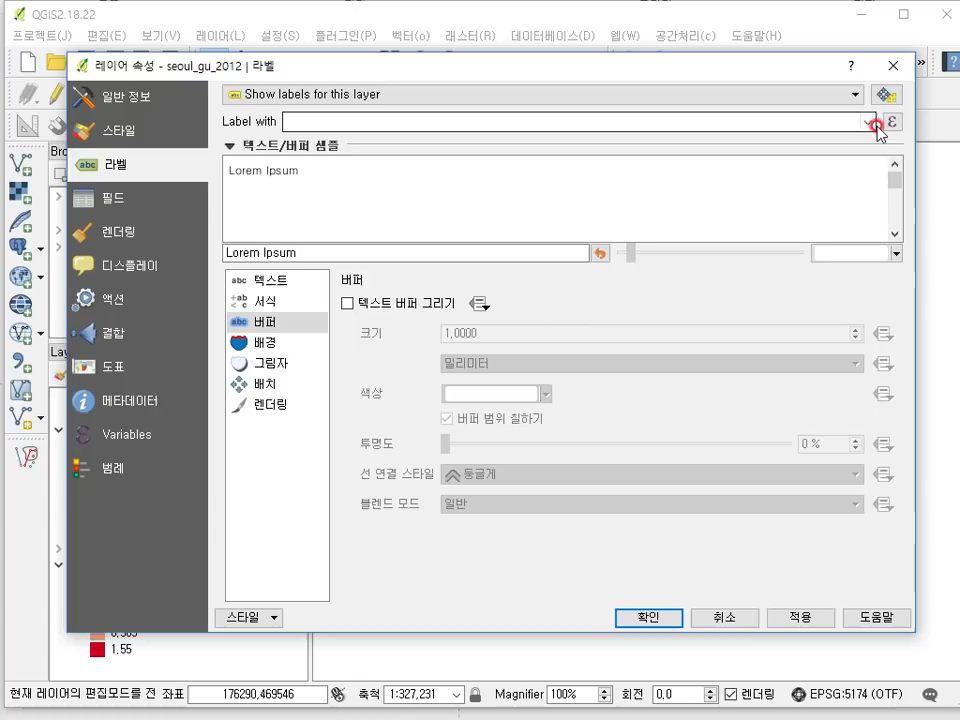 QGIS2.18.22
프로젝트(J) 편집(E) 보기(V) 레이어(L) 설정(S) 플러그인(P) 벡터(o) 래스터(R) 데이터베이스(D) 웹(W) 공간처리(c) 도움말(H)
레이어 속성 - seoul_gu_2012 | 라벨
일반 정보
스타일
라벨
필드
렌더링
디스플레이
액션
결합
도표
메타데이터
Variables
범례
Show labels for this layer
Label with
텍스트/버퍼 샘플
Lorem Ipsum
Lorem Ipsum
텍스트
서식
버퍼
배경
그림자
배치
렌더링
버퍼
텍스트 버퍼 그리기
크기 1,0000
밀리미터
색상
버퍼 범위 칠하기
투명도 0 %
선 연결 스타일 둥글게
블렌드 모드 일반
스타일 확인 취소 적용 도움말
1,55
현재 레이어의 편집모드를 전 좌표 176290,469546 축척 1:327,231 Magnifier 100% 회전 0,0 렌더링 EPSG:5174 (OTF)